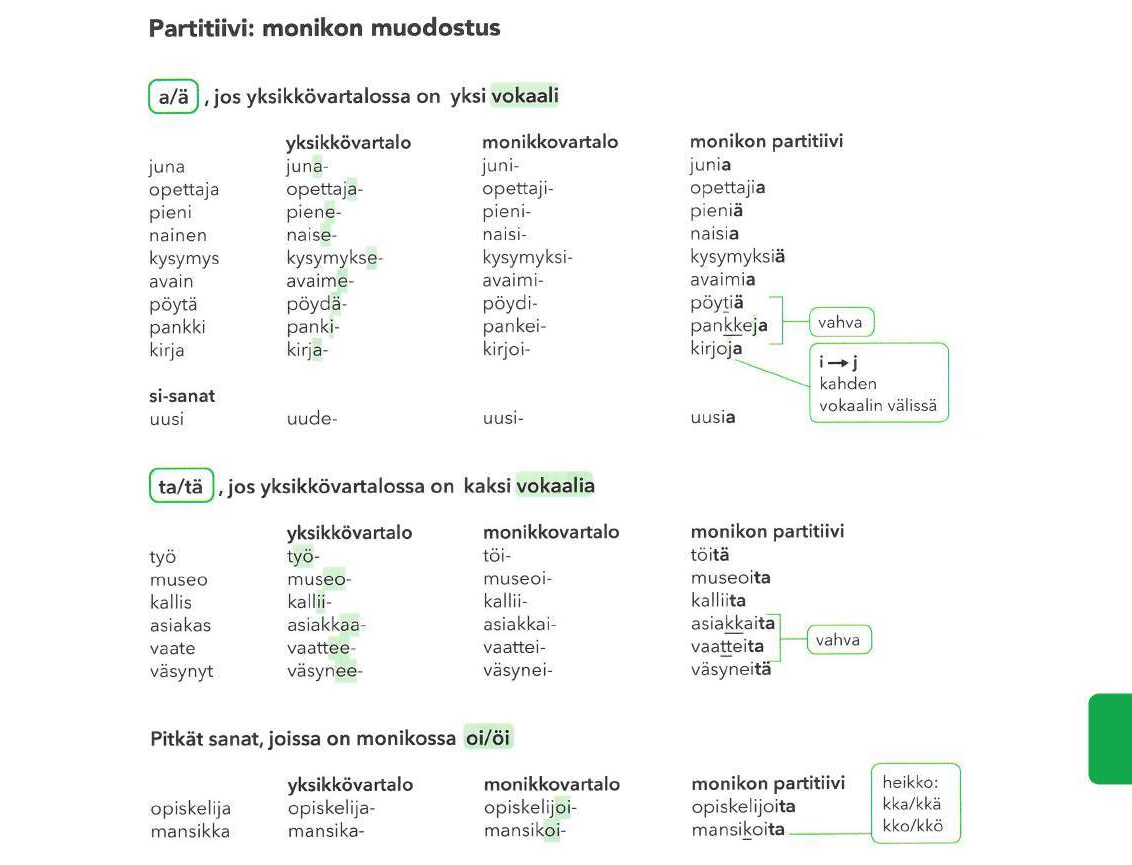 Partitiivi: monikon muodostus
a/ä , jos yksikkövartalossa on yksi vokaali
yksikkövartalo monikkovartalo monikon partitiivi
juna juna- juni- junia
opettaja opettaja- opettaji- opettajia
pieni piene- pieni- pieniä
nainen naise- naisi- naisia
kysymys kysymykse- kysymyksi- kysymyksiä
avain avaime- avaimi- avaimia
pöytä pöydä- pöydi- pöytiä
pankki panki- pankei- pankkeja
vahva
kirja kirja- kirjoi- kirjoja
i → j
kahden
vokaalin välissä
si-sanat
uusi uude- uusi- uusia
ta/tä , jos yksikkövartalossa on kaksi vokaalia
yksikkövartalo monikkovartalo monikon partitiivi
työ työ- töi- töitä
museo museo- museoi- museoita
kallis kallii- kallii- kalliita
asiakas asiakkaa- asiakkai- asiakkaita
vaate vaattee- vaattei- vaatteita
vahva
väsynyt väsynee- väsynei- väsyneitä
Pitkät sanat, joissa on monikossa oi/öi
yksikkövartalo monikkovartalo monikon partitiivi
opiskelija opiskelija- opiskelijoi- opiskelijoita
mansikka mansika- mansikoi- mansikoita
heikko:
kka/kkä
kko/kkö